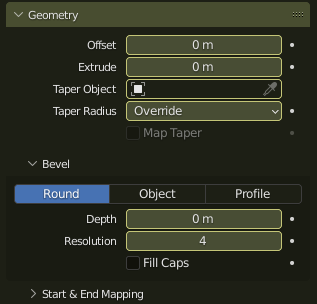 Geometry
Offset 0 m
Extrude 0 m
Taper Object
Taper Radius Override
Map Taper
Bevel
Round Object Profile
Depth 0 m
Resolution 4
Fill Caps
Start & End Mapping